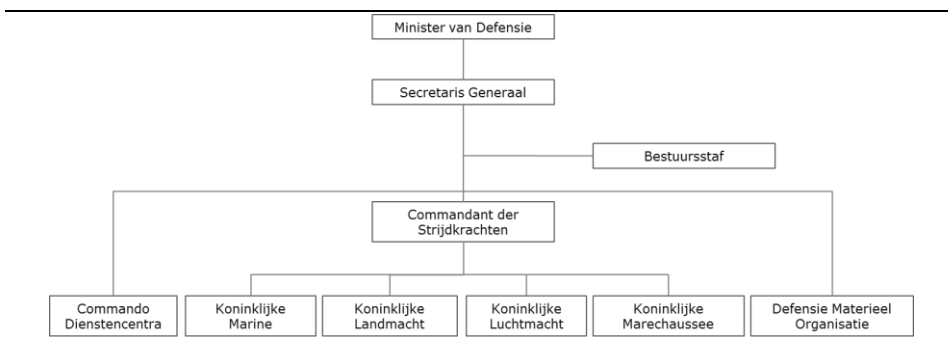 Minister van Defensie
Secretaris Generaal
Bestuursstaf
Commandant der
Strijdkrachten
Commando
Dienstencentra
Koninklijke
Marine
Koninklijke
Landmacht
Koninklijke
Luchtmacht
Koninklijke
Marechaussee
Defensie Materieel
Organisatie